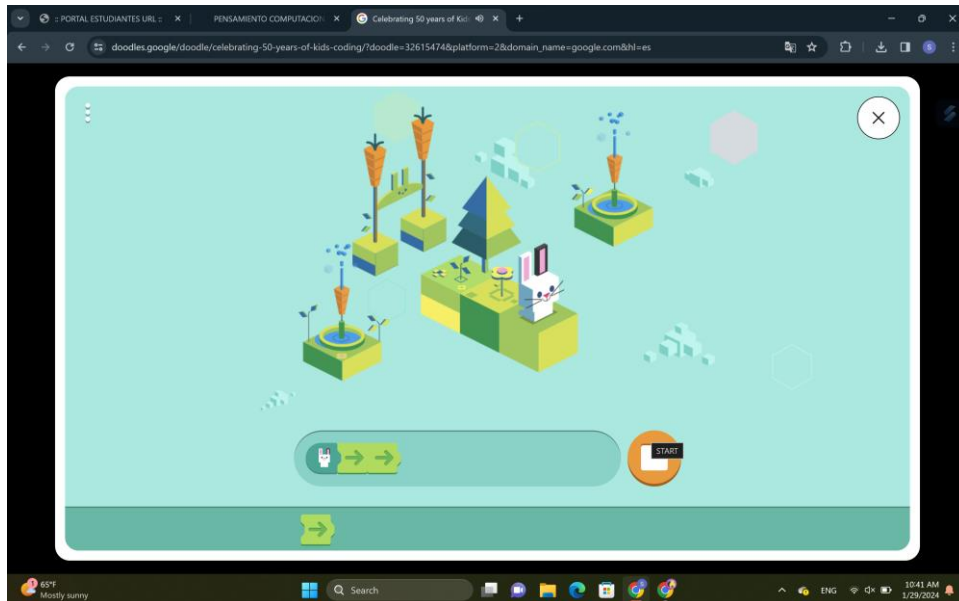 :: PORTAL ESTUDIANTES URL ::
PENSAMIENTO COMPUTACION
Celebrating 50 years of Kids
doodles.google/doodle/celebrating-50-years-of-kids-coding/?doodle=32615474&platform=2&domain_name=google.com&hl=es
S
START
1
65°F
Mostly sunny
Search
ENG
10:41 AM
1/29/2024